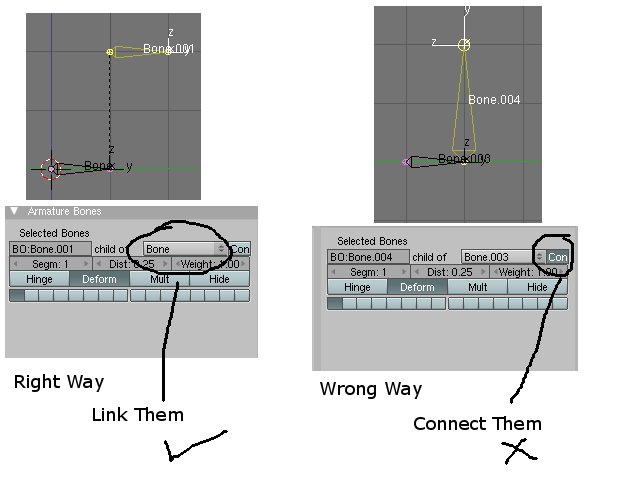 z
Bone.001
y
z
Bone
y
y
z
Bone.004
z
Bone.003
y
Armature Bones
Selected Bones
BO:Bone.001 child of Bone Con
Segm: 1 Dist: 0.25 Weight: 1.00
Hinge Deform Mult Hide
Right Way
Link Them
Selected Bones
BO:Bone.004 child of Bone.003 Con
Segm: 1 Dist: 0.25 Weight: 1.00
Hinge Deform Mult Hide
Wrong Way
Connect Them